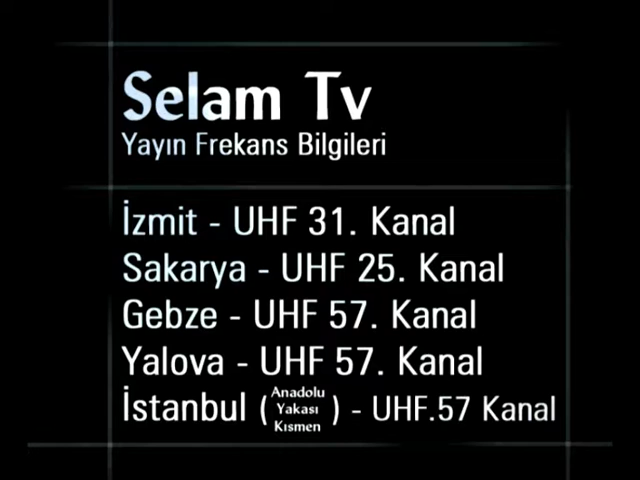 Selam Tv
Yayın Frekans Bilgileri
İzmit - UHF 31. Kanal
Sakarya - UHF 25. Kanal
Gebze - UHF 57. Kanal
Yalova - UHF 57. Kanal
İstanbul (Anadolu Yakası Kısmen) - UHF.57 Kanal